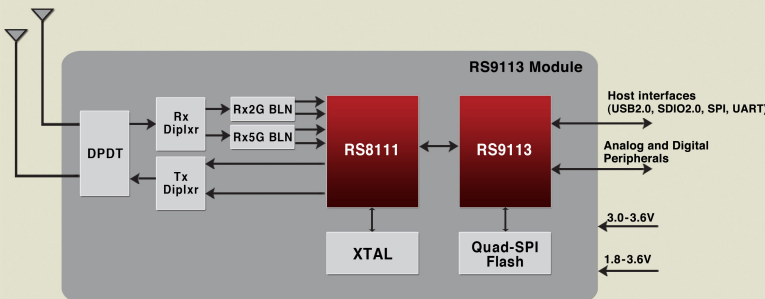 RS9113 Module
Host interfaces
(USB2.0, SDIO2.0, SPI, UART)
Rx
Diplxr
Rx2G BLN
Rx5G BLN
DPDT
RS8111
RS9113
Analog and Digital
Peripherals
Tx
Diplxr
3.0-3.6V
XTAL
Quad-SPI
Flash
1.8-3.6V